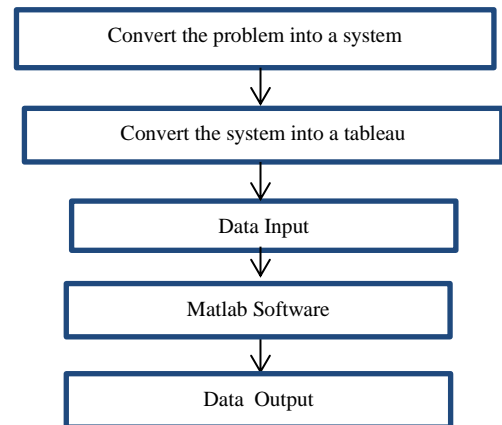 Convert the problem into a system
Convert the system into a tableau
Data Input
Matlab Software
Data Output